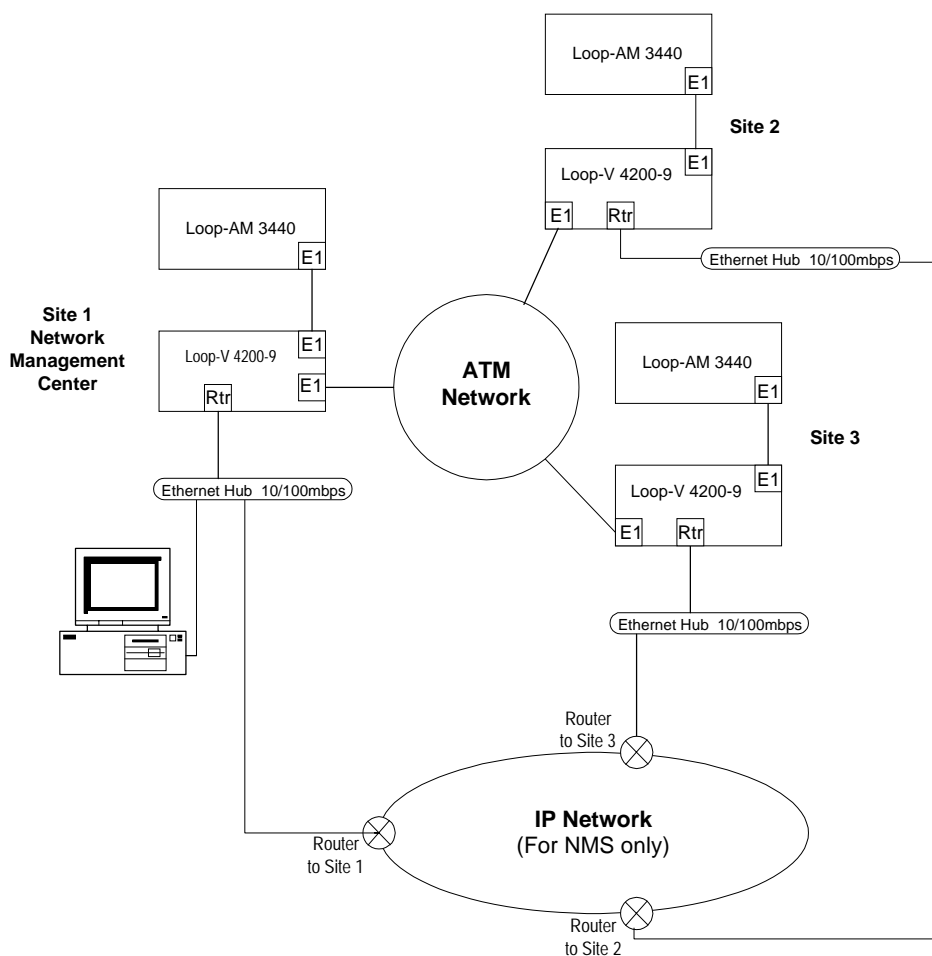 Loop-AM 3440
E1
Site 2
E1
Loop-V 4200-9
E1
Rtr
Ethernet Hub 10/100mbps
Loop-AM 3440
E1
Site 1
Network
Management
Center
E1
Loop-V 4200-9
E1
Rtr
Ethernet Hub 10/100mbps
ATM
Network
Loop-AM 3440
E1
Site 3
E1
Loop-V 4200-9
E1
Rtr
Ethernet Hub 10/100mbps
Router
to Site 3
IP Network
(For NMS only)
Router
to Site 1
Router
to Site 2